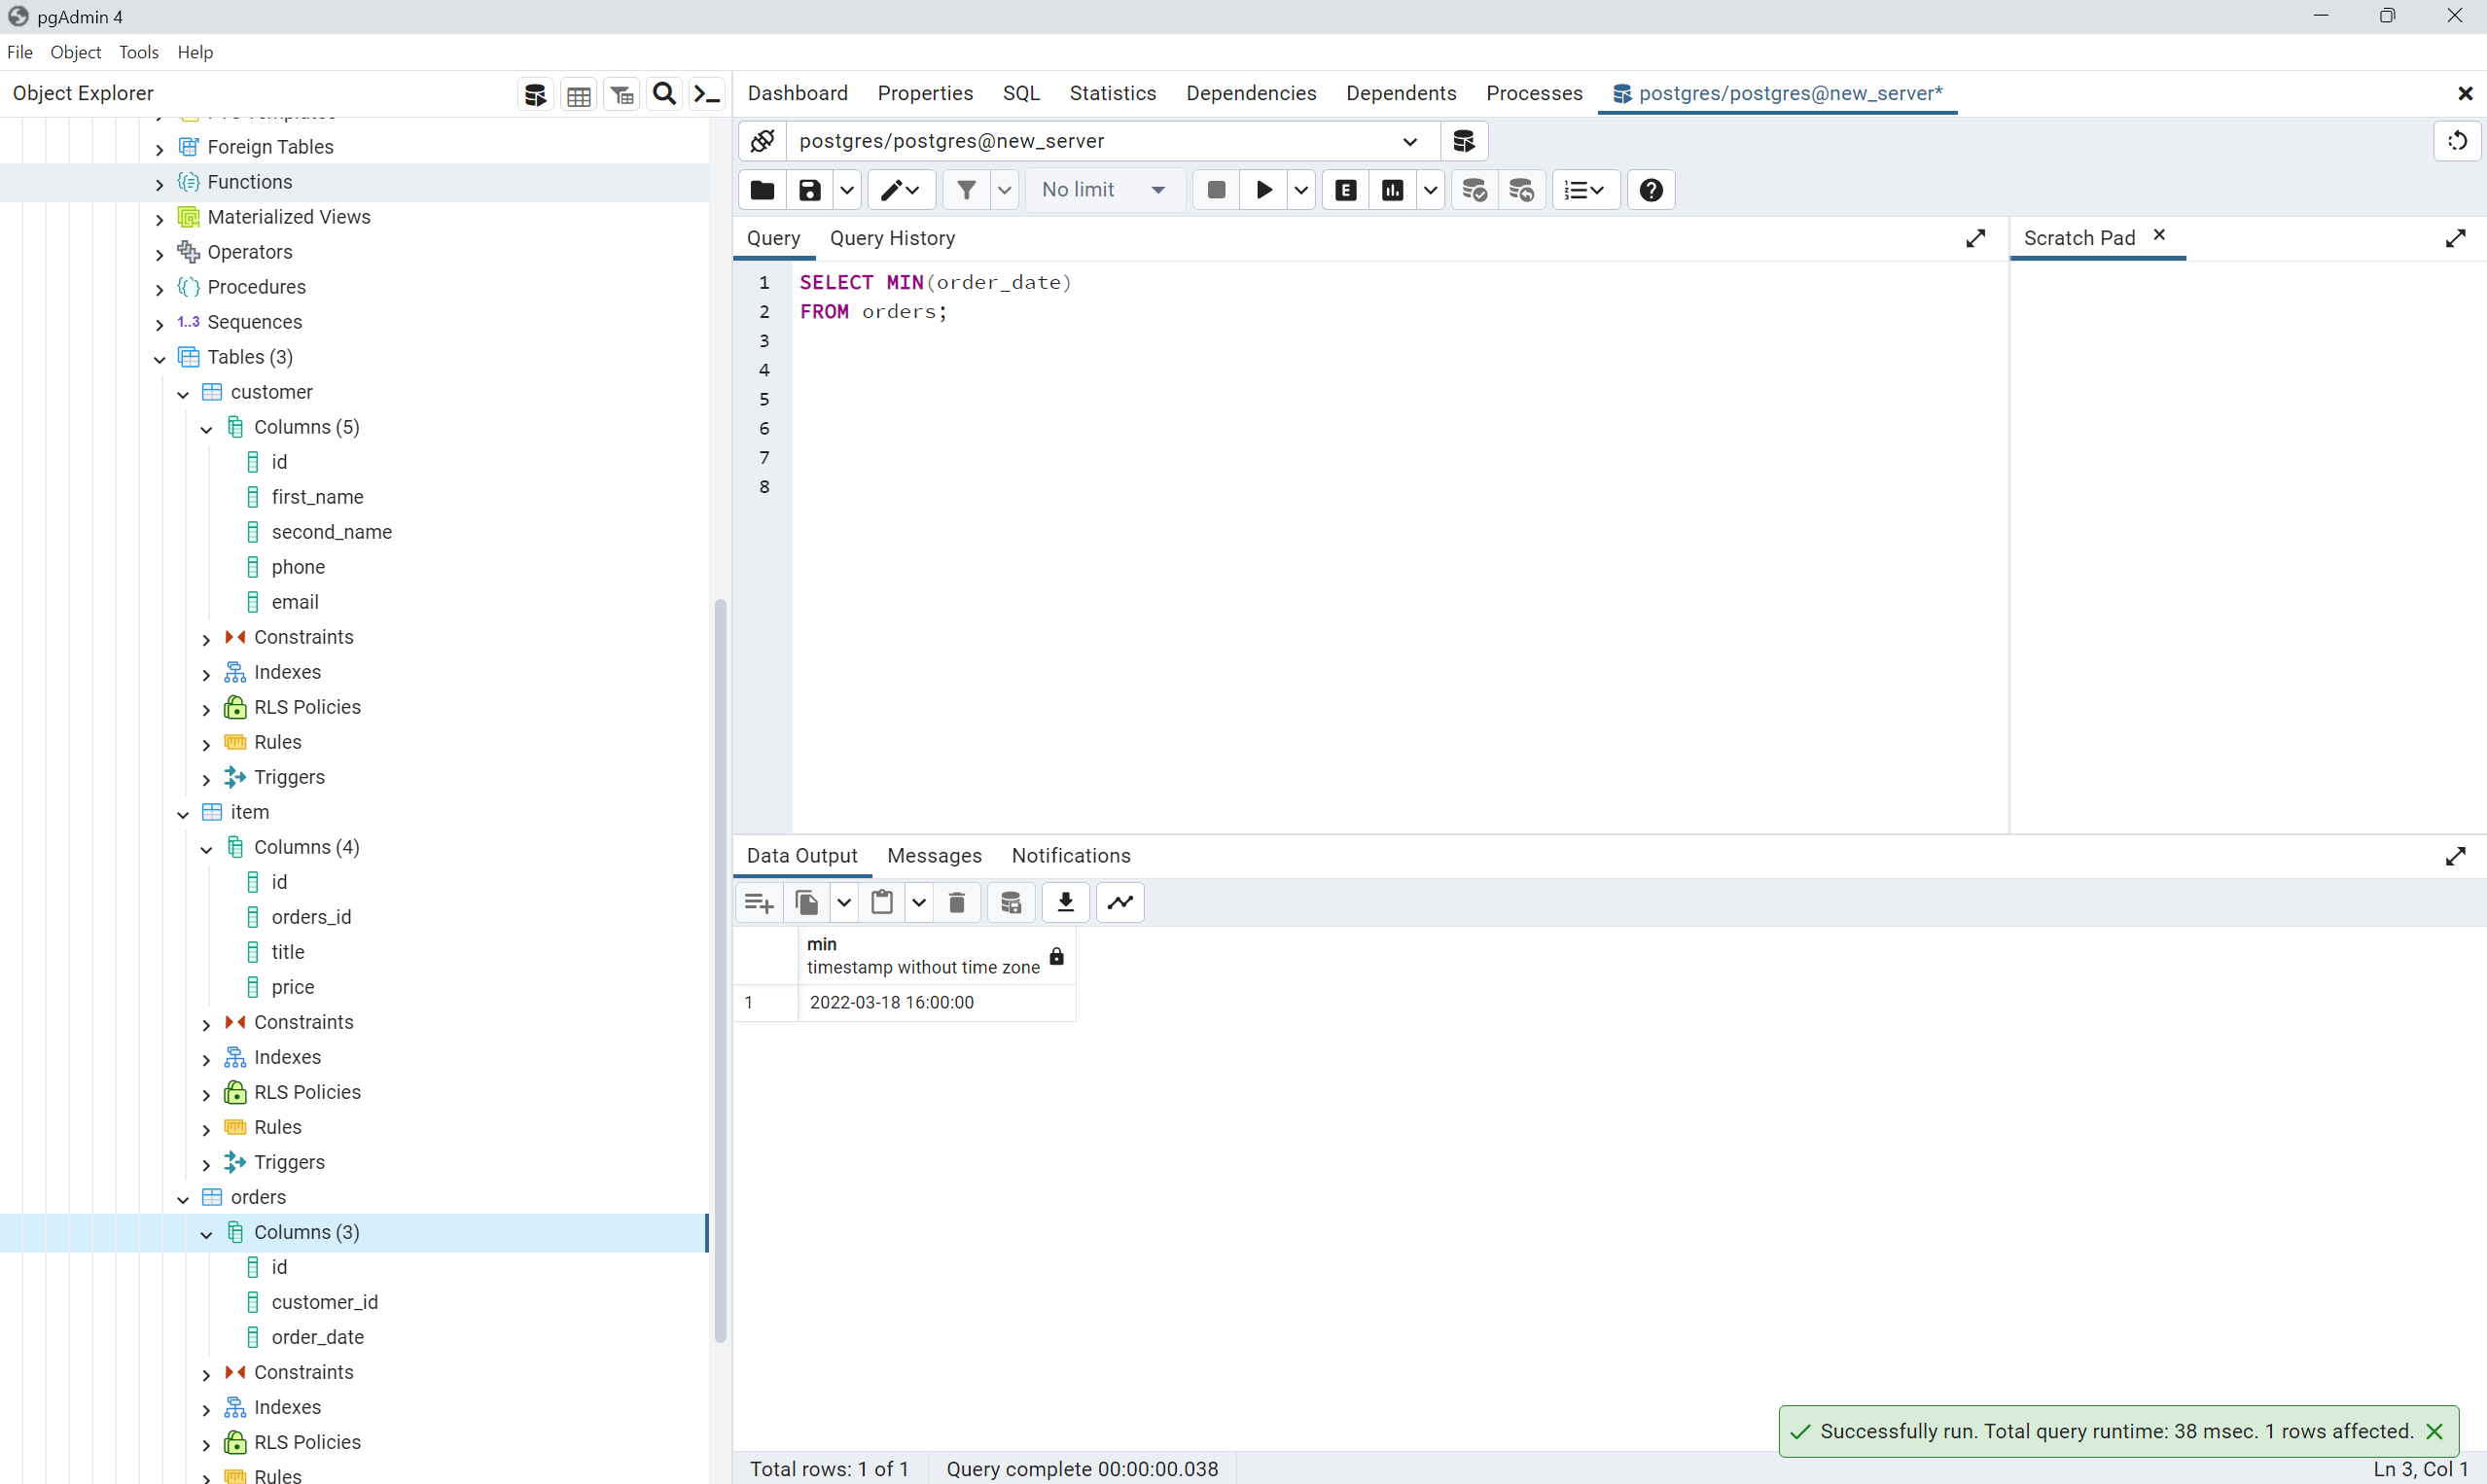 pgAdmin 4
File Object Tools Help
Object Explorer
Foreign Tables
Functions
Materialized Views
Operators
Procedures
1..3 Sequences
Tables (3)
customer
Columns (5)
id
first_name
second_name
phone
email
Constraints
Indexes
RLS Policies
Rules
Triggers
item
Columns (4)
id
orders_id
title
price
Constraints
Indexes
RLS Policies
Rules
Triggers
orders
Columns (3)
id
customer_id
order_date
Constraints
Indexes
RLS Policies
Rules
Dashboard Properties SQL Statistics Dependencies Dependents Processes postgres/postgres@new_server*
postgres/postgres@new_server
No limit
E
Query Query History
Scratch Pad
1 SELECT MIN(order_date)
2 FROM orders;
3
4
5
6
7
8
Data Output Messages Notifications
min
timestamp without time zone
1 2022-03-18 16:00:00
Successfully run. Total query runtime: 38 msec. 1 rows affected.
Total rows: 1 of 1 Query complete 00:00:00.038 Ln 3, Col 1